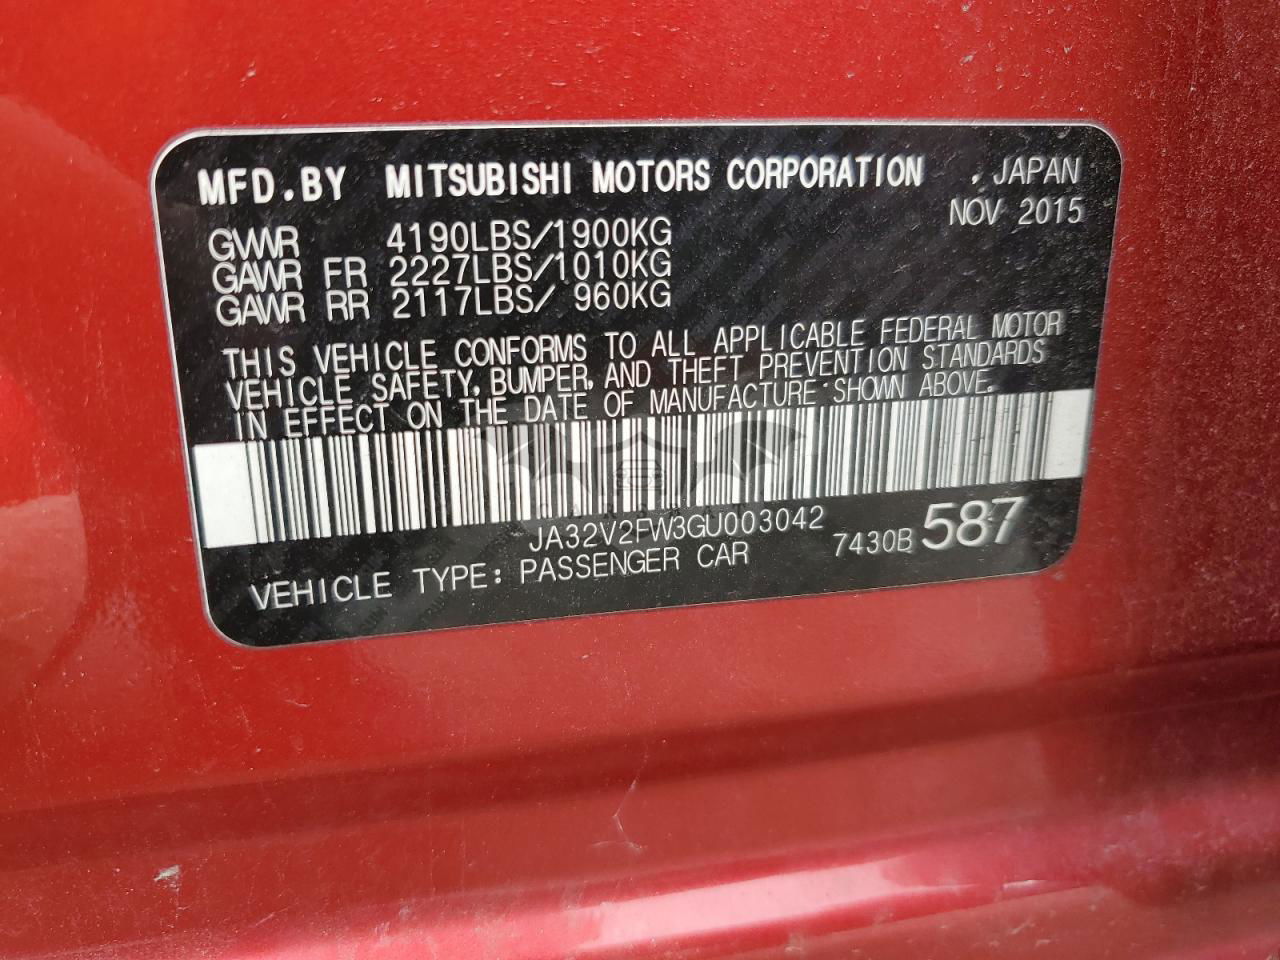 MFD.BY MITSUBISHI MOTORS CORPORATION , JAPAN
NOV 2015
GVWR 4190LBS/1900KG
GAWR FR 2227LBS/1010KG
GAWR RR 2117LBS/ 960KG
THIS VEHICLE CONFORMS TO ALL APPLICABLE FEDERAL MOTOR
VEHICLE SAFETY, BUMPER, AND THEFT PREVENTION STANDARDS
IN EFFECT ON THE DATE OF MANUFACTURE SHOWN ABOVE.
JA32V2FW3GU003042
7430B 587
VEHICLE TYPE: PASSENGER CAR